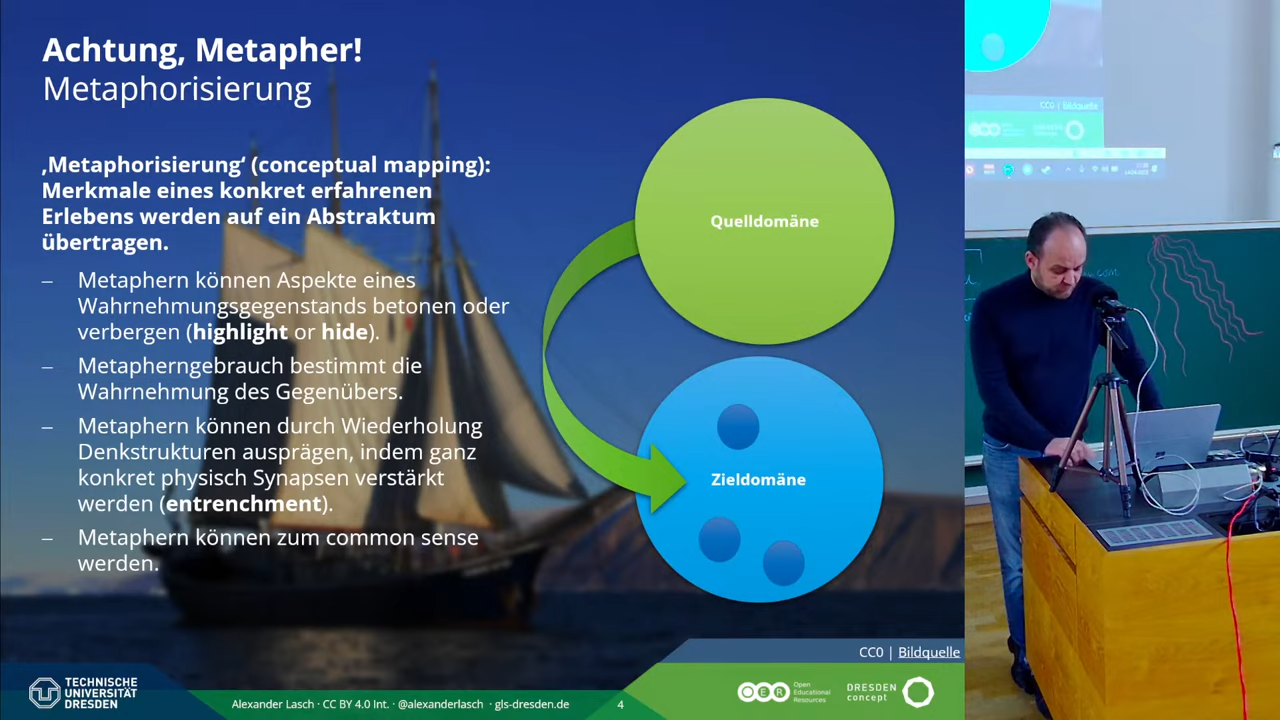 Achtung, Metapher!
Metaphorisierung
‚Metaphorisierung‘ (conceptual mapping):
Merkmale eines konkret erfahrenen
Erlebens werden auf ein Abstraktum
übertragen.
– Metaphern können Aspekte eines
Wahrnehmungsgegenstands betonen oder
verbergen (highlight or hide).
– Metapherngebrauch bestimmt die
Wahrnehmung des Gegenübers.
– Metaphern können durch Wiederholung
Denkstrukturen ausprägen, indem ganz
konkret physisch Synapsen verstärkt
werden (entrenchment).
– Metaphern können zum common sense
werden.
Quelldomäne
Zieldomäne
CC0 | Bildquelle
TECHNISCHE
UNIVERSITÄT
DRESDEN
Alexander Lasch · CC BY 4.0 Int. · @alexanderlasch · gls-dresden.de
4
OER
Open
Educational
Resources
DRESDEN
concept
CC0 | Bildquelle
com